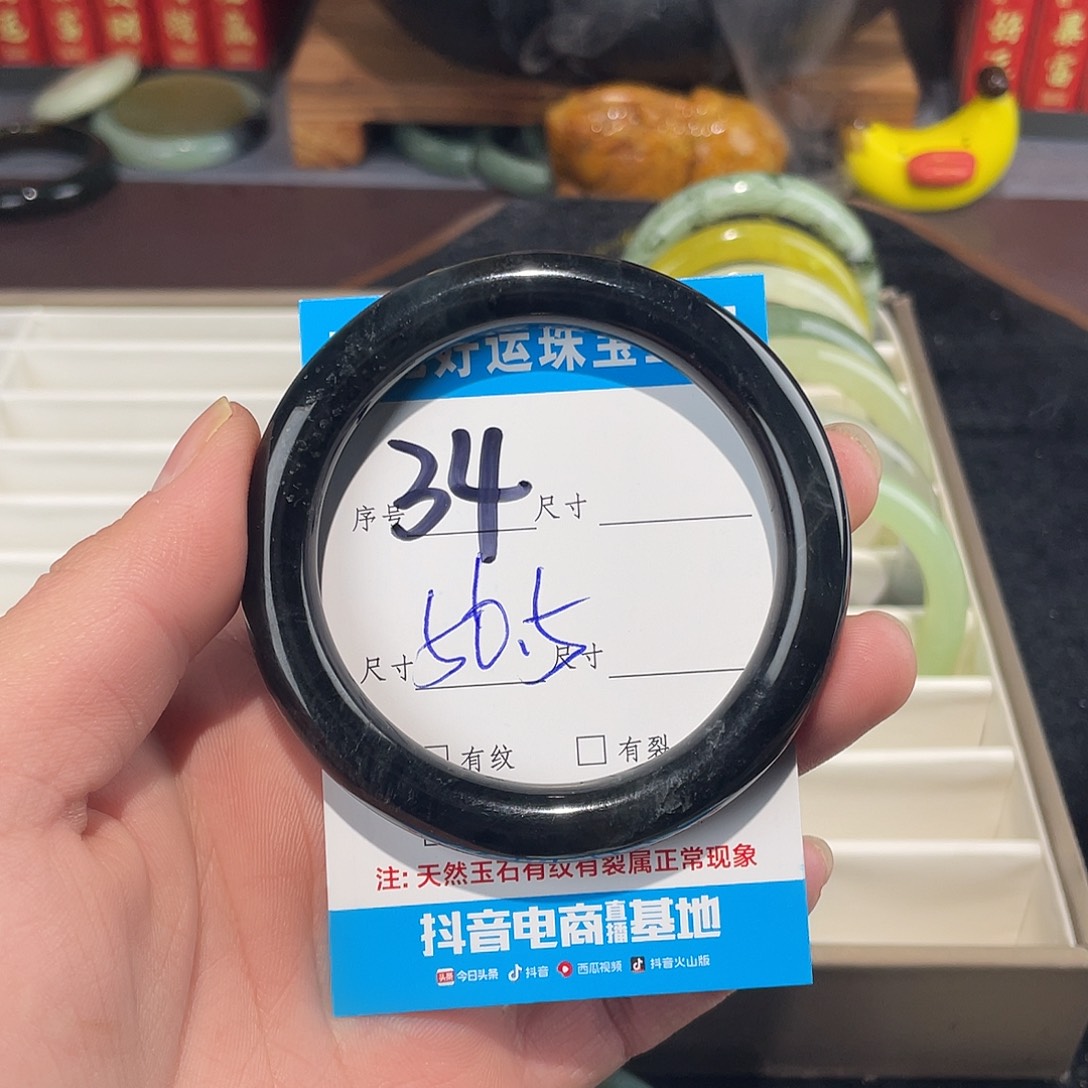 好运珠宝
序号 34 尺寸
尺寸 56.5 尺寸
有纹 有裂
注: 天然玉石有纹有裂属正常现象
抖音电商直播基地
头条 今日头条 抖音 西瓜视频 抖音火山版